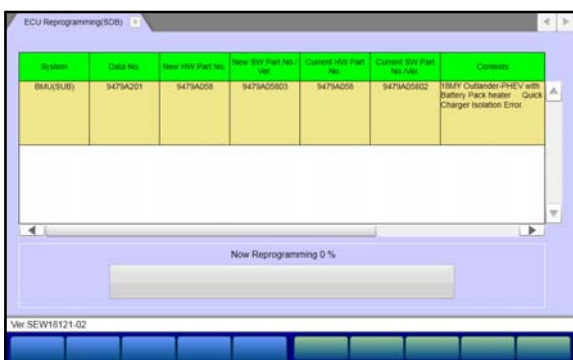 ECU Reprogramming(SDB)
System Data No. New HW Part No. New SW Part No./ Current HW Part Current SW Part Contents
Ver. No. No./Ver.
BMU(SUB) 9479A201 9479A058 9479A05803 9479A058 9479A05802 18MY Outlander-PHEV with
Battery Pack heater Quick
Charger Isolation Error
Now Reprogramming 0 %
Ver.SEW18121-02